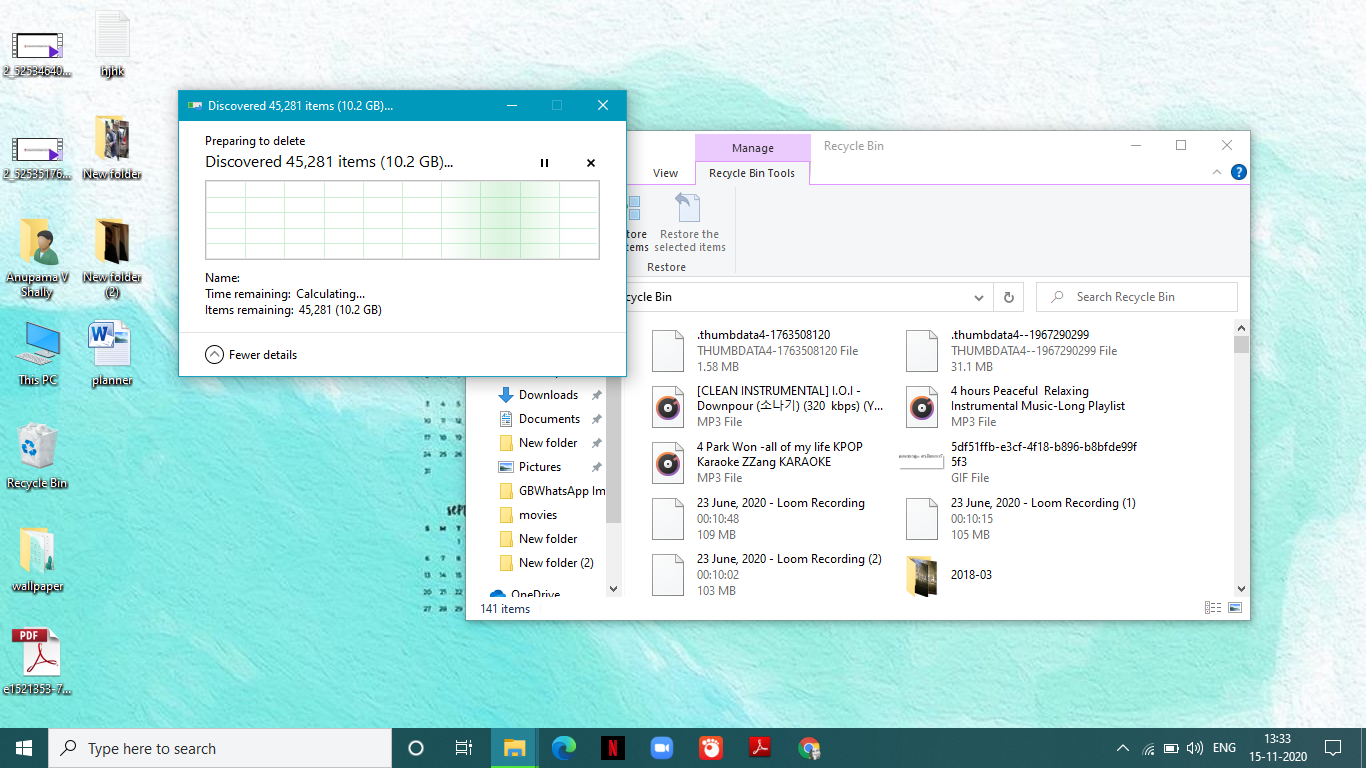 2_52534640...
hjhk
2_52535176...
New folder
Anupama V
Shally
New folder
(2)
This PC
planner
Recycle Bin
wallpaper
PDF
e1521353-7...
Discovered 45,281 items (10.2 GB)...
Preparing to delete
Discovered 45,281 items (10.2 GB)...
Name:
Time remaining: Calculating...
Items remaining: 45,281 (10.2 GB)
Fewer details
Manage
Recycle Bin
View
Recycle Bin Tools
Restore the
selected items
Restore
Search Recycle Bin
Downloads
Documents
New folder
Pictures
GBWhatsApp Im
movies
New folder
New folder (2)
OneDrive
.thumbdata4-1763508120
THUMBDATA4-1763508120 File
1.58 MB
.thumbdata4--1967290299
THUMBDATA4--1967290299 File
31.1 MB
[CLEAN INSTRUMENTAL] I.O.I -
Downpour (소나기) (320 kbps) (Y...
MP3 File
4 hours Peaceful Relaxing
Instrumental Music-Long Playlist
MP3 File
4 Park Won -all of my life KPOP
Karaoke ZZang KARAOKE
MP3 File
5df51ffb-e3cf-4f18-b896-b8bfde99f
5f3
GIF File
23 June, 2020 - Loom Recording
00:10:48
109 MB
23 June, 2020 - Loom Recording (1)
00:10:15
105 MB
23 June, 2020 - Loom Recording (2)
00:10:02
103 MB
2018-03
141 items
Type here to search
ENG
13:33
15-11-2020